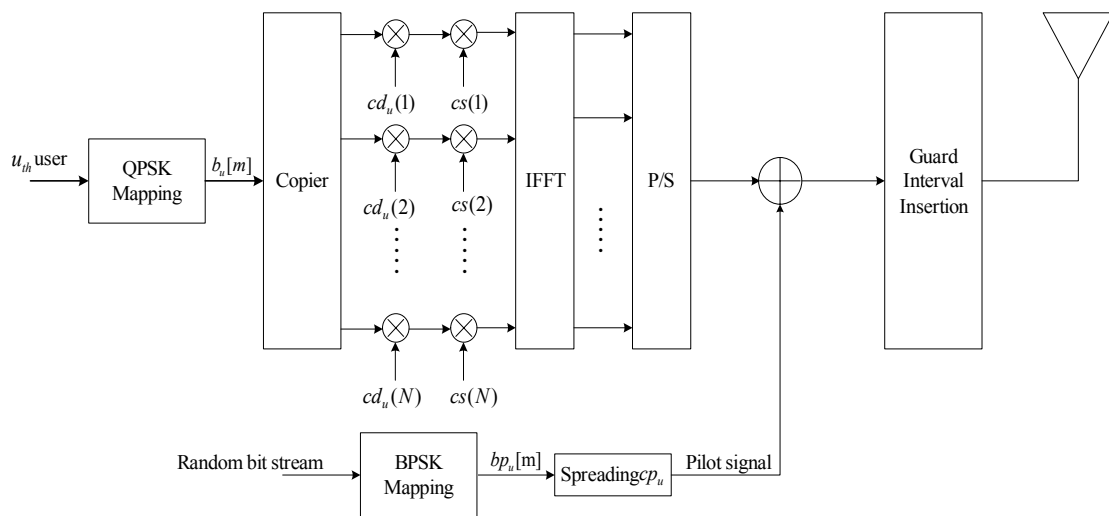 cd_u(1)
cs(1)
u_th user
QPSK
Mapping
b_u[m]
Copier
cd_u(2)
cs(2)
IFFT
P/S
Guard
Interval
Insertion
cd_u(N)
cs(N)
Random bit stream
BPSK
Mapping
bp_u[m]
Spreading cp_u
Pilot signal